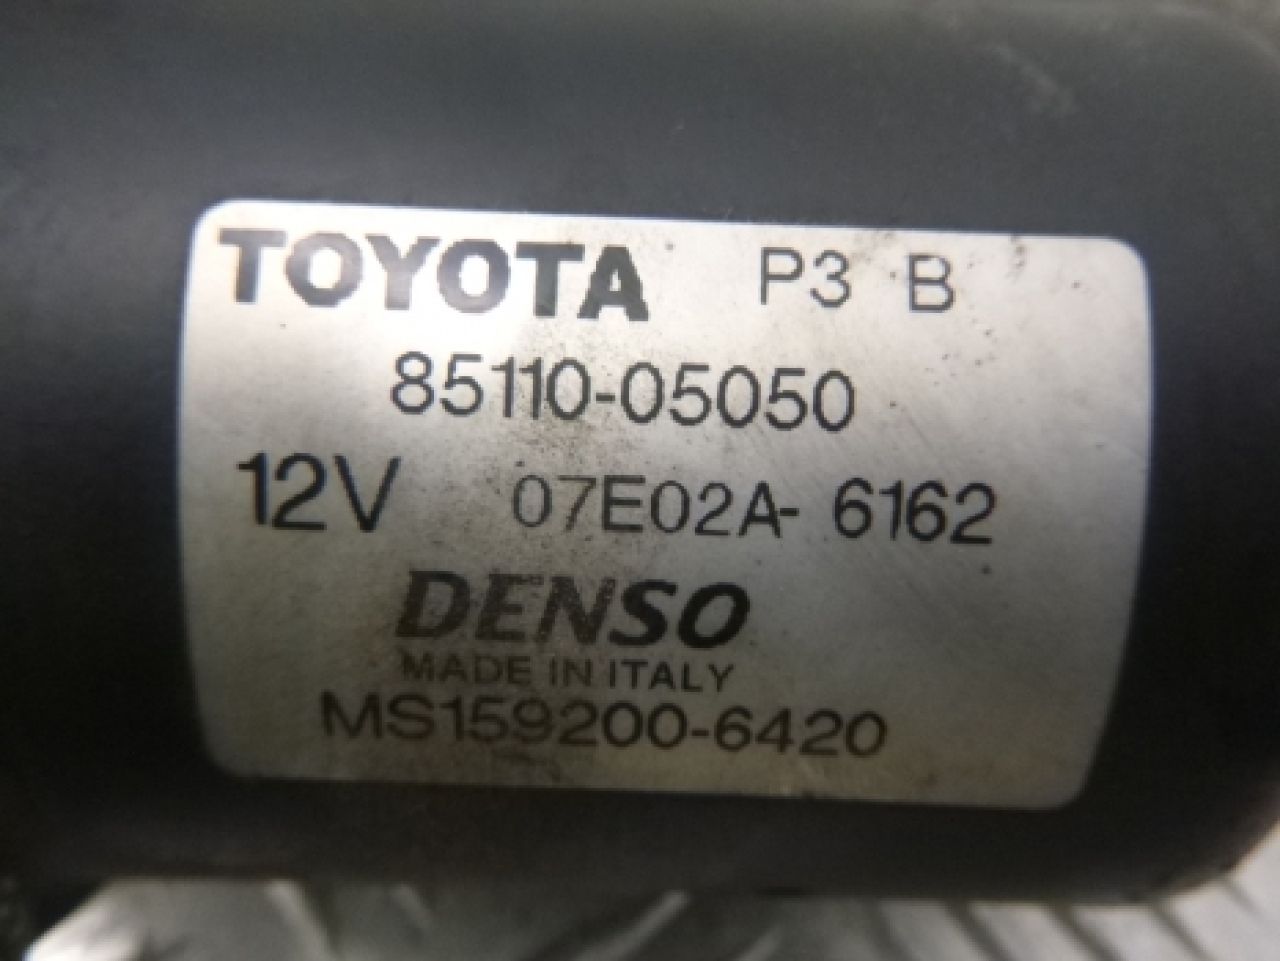 TOYOTA P3 B
85110-05050
12V 07E02A-6162
DENSO
MADE IN ITALY
MS159200-6420